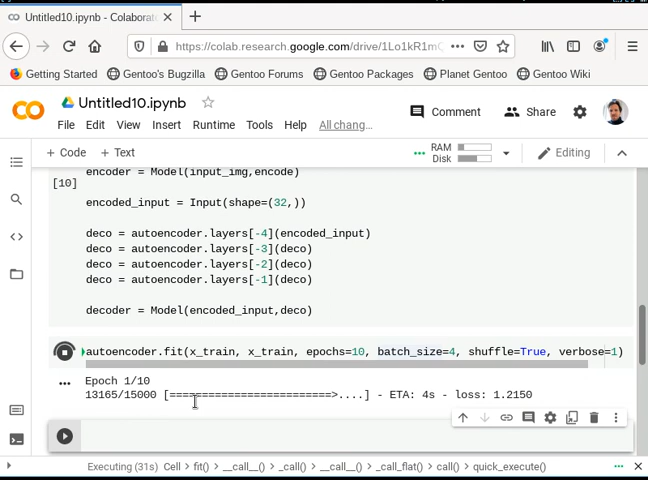 Untitled10.ipynb - Colaborat
https://colab.research.google.com/drive/1Lo1kR1m
Getting Started Gentoo's Bugzilla Gentoo Forums Gentoo Packages Planet Gentoo Gentoo Wiki
Untitled10.ipynb
Comment Share
File Edit View Insert Runtime Tools Help All chang...
+ Code + Text
RAM
Disk
Editing
encoder = Model(input_img,encode)
[10]
encoded_input = Input(shape=(32,))
deco = autoencoder.layers[-4](encoded_input)
deco = autoencoder.layers[-3](deco)
deco = autoencoder.layers[-2](deco)
deco = autoencoder.layers[-1](deco)
decoder = Model(encoded_input,deco)
autoencoder.fit(x_train, x_train, epochs=10, batch_size=4, shuffle=True, verbose=1)
Epoch 1/10
13165/15000 [=========================>....] - ETA: 4s - loss: 1.2150
Executing (31s) Cell > fit() > __call__() > _call() > __call__() > _call_flat() > call() > quick_execute()